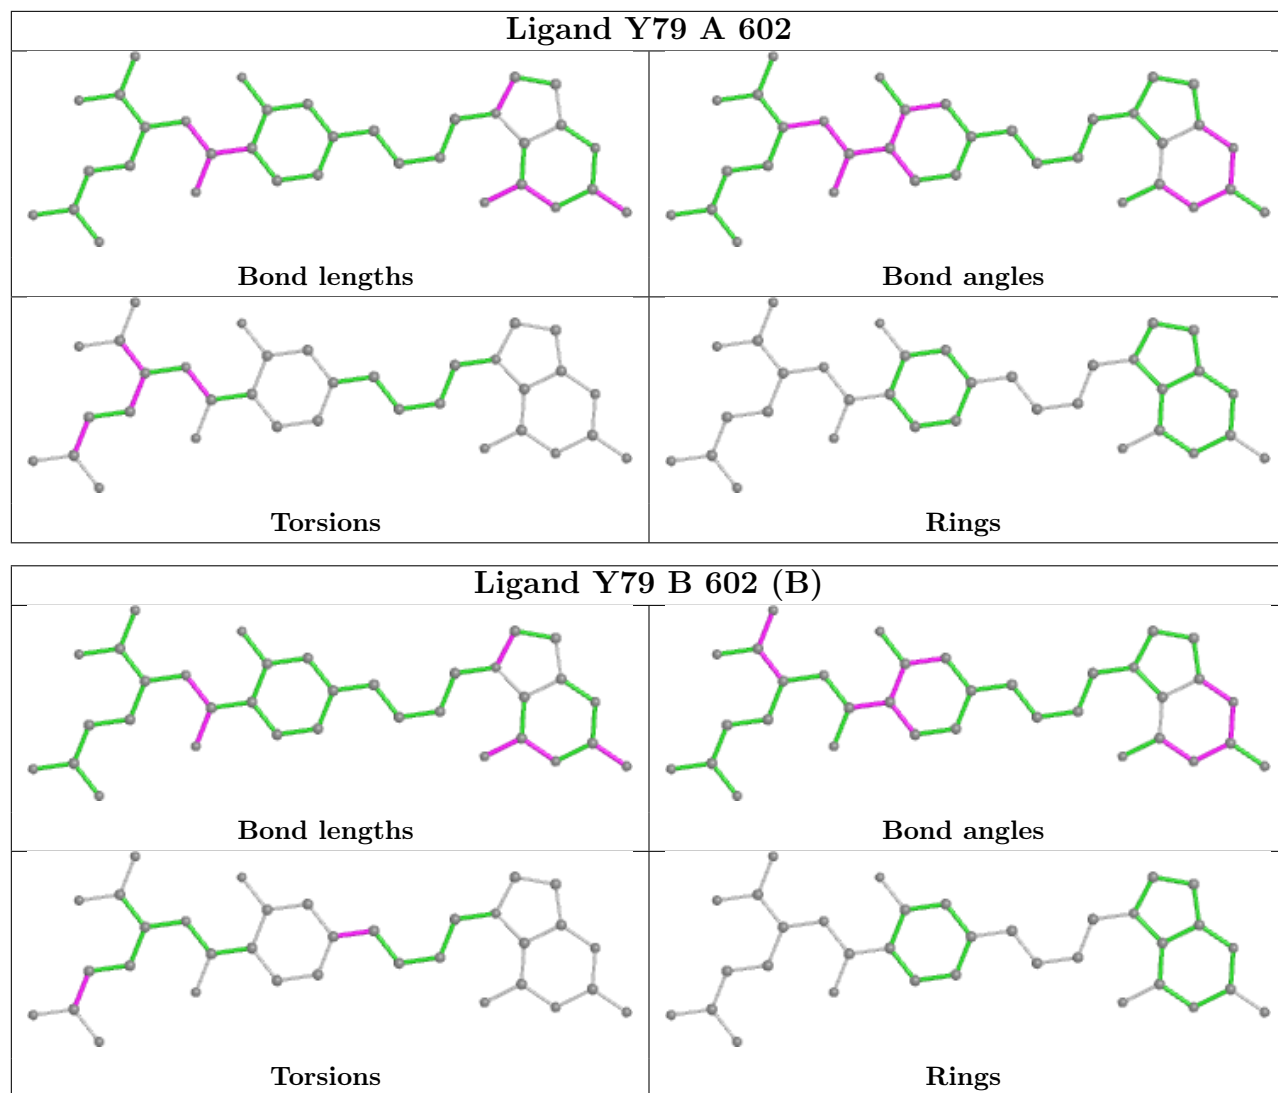 Ligand Y79 A 602
Bond lengths
Bond angles
Torsions
Rings
Ligand Y79 B 602 (B)
Bond lengths
Bond angles
Torsions
Rings